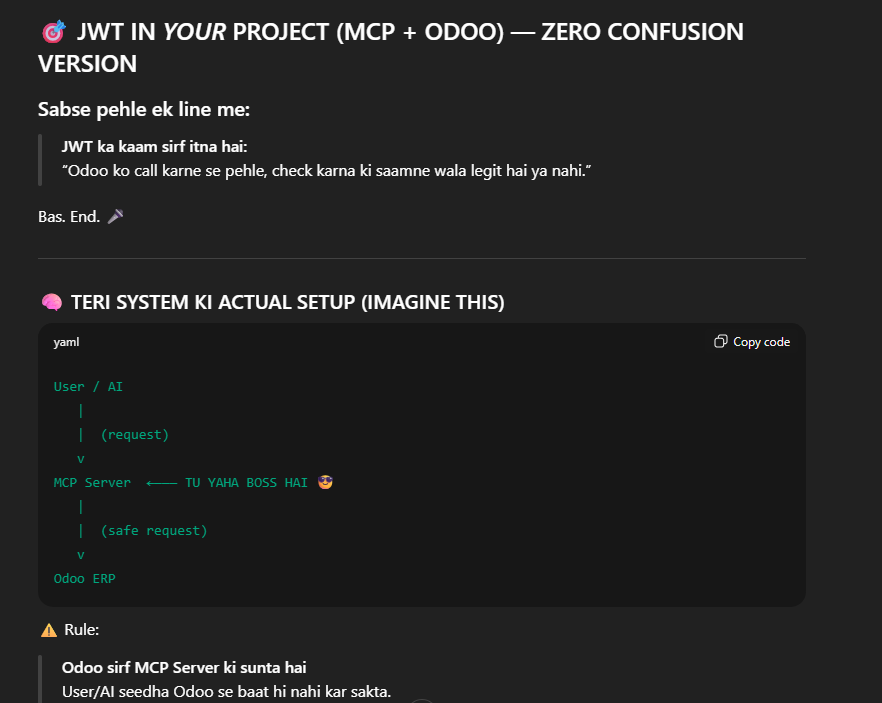 🎯 JWT IN YOUR PROJECT (MCP + ODOO) — ZERO CONFUSION
VERSION
Sabse pehle ek line me:
JWT ka kaam sirf itna hai:
“Odoo ko call karne se pehle, check karna ki saamne wala legit hai ya nahi.”
Bas. End. 🎤
🧠 TERI SYSTEM KI ACTUAL SETUP (IMAGINE THIS)
yaml
Copy code
User / AI
|
| (request)
v
MCP Server ←—— TU YAHA BOSS HAI 😎
|
| (safe request)
v
Odoo ERP
⚠️ Rule:
Odoo sirf MCP Server ki sunta hai
User/AI seedha Odoo se baat hi nahi kar sakta.